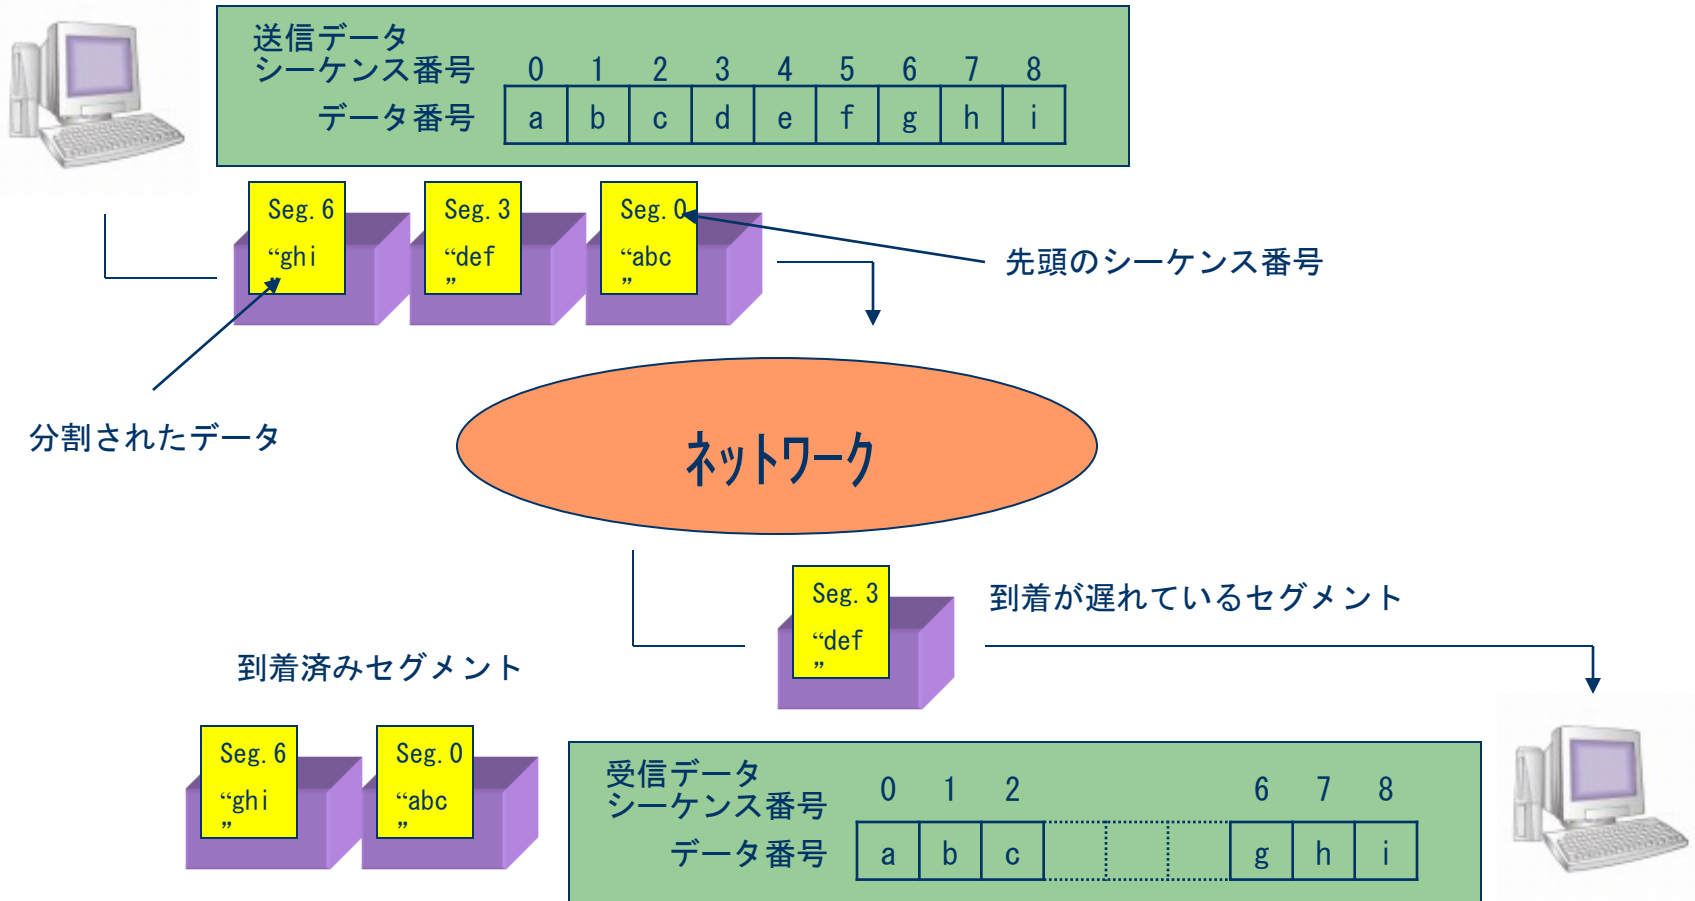 送信データ
シーケンス番号 0 1 2 3 4 5 6 7 8
データ番号 a b c d e f g h i
Seg. 6
“ghi
”
Seg. 3
“def
”
Seg. 0
“abc
”
先頭のシーケンス番号
分割されたデータ
ネットワーク
Seg. 3
“def
”
到着が遅れているセグメント
到着済みセグメント
Seg. 6
“ghi
”
Seg. 0
“abc
”
受信データ
シーケンス番号 0 1 2 6 7 8
データ番号 a b c g h i